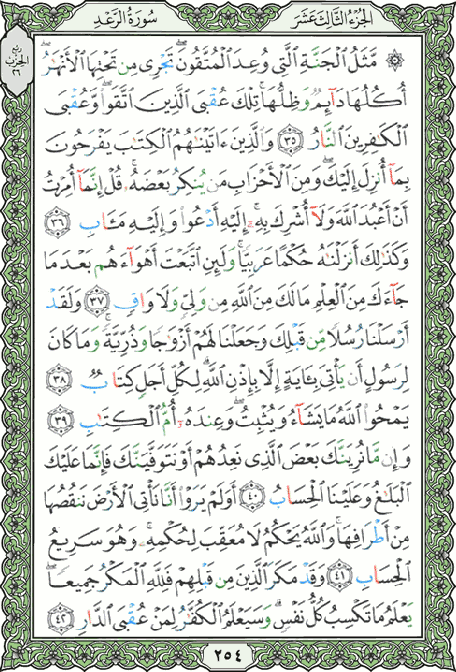 الجُزْءُ الثَّالِثَ عَشَرَ
سُورَةُ الرَّعْدِ
رُبْعُ
الحِزْبِ
٢٦
۞ مَّثَلُ ٱلْجَنَّةِ ٱلَّتِى وُعِدَ ٱلْمُتَّقُونَ ۖ تَجْرِى مِن تَحْتِهَا ٱلْأَنْهَٰرُ ۖ
أُكُلُهَا دَآئِمٌ وَظِلُّهَا ۚ تِلْكَ عُقْبَى ٱلَّذِينَ ٱتَّقَوا۟ ۖ وَّعُقْبَى
ٱلْكَٰفِرِينَ ٱلنَّارُ ٣٥ وَٱلَّذِينَ ءَاتَيْنَٰهُمُ ٱلْكِتَٰبَ يَفْرَحُونَ
بِمَآ أُنزِلَ إِلَيْكَ ۖ وَمِنَ ٱلْأَحْزَابِ مَن يُنكِرُ بَعْضَهُۥ ۚ قُلْ إِنَّمَآ أُمِرْتُ
أَنْ أَعْبُدَ ٱللَّهَ وَلَآ أُشْرِكَ بِهِۦٓ ۚ إِلَيْهِ أَدْعُوا۟ وَإِلَيْهِ مَـَٔابِ ٣٦
وَكَذَٰلِكَ أَنزَلْنَٰهُ حُكْمًا عَرَبِيًّا ۚ وَلَئِنِ ٱتَّبَعْتَ أَهْوَآءَهُم بَعْدَ مَا
جَآءَكَ مِنَ ٱلْعِلْمِ مَا لَكَ مِنَ ٱللَّهِ مِن وَلِىٍّ وَلَا وَاقٍ ٣٧ وَلَقَدْ
أَرْسَلْنَا رُسُلًا مِّن قَبْلِكَ وَجَعَلْنَا لَهُمْ أَزْوَٰجًا وَذُرِّيَّةً ۚ وَمَا كَانَ
لِرَسُولٍ أَن يَأْتِىَ بِـَٔايَةٍ إِلَّا بِإِذْنِ ٱللَّهِ ۗ لِكُلِّ أَجَلٍ كِتَابٌ ٣٨
يَمْحُوا۟ ٱللَّهُ مَا يَشَآءُ وَيُثْبِتُ ۖ وَعِندَهُۥٓ أُمُّ ٱلْكِتَٰبِ ٣٩
وَإِن مَّا نُرِيَنَّكَ بَعْضَ ٱلَّذِى نَعِدُهُمْ أَوْ نَتَوَفَّيَنَّكَ فَإِنَّمَا عَلَيْكَ
ٱلْبَلَٰغُ وَعَلَيْنَا ٱلْحِسَابُ ٤٠ أَوَلَمْ يَرَوْا۟ أَنَّا نَأْتِى ٱلْأَرْضَ نَنقُصُهَا
مِنْ أَطْرَافِهَا ۚ وَٱللَّهُ يَحْكُمُ لَا مُعَقِّبَ لِحُكْمِهِۦ ۚ وَهُوَ سَرِيعُ
ٱلْحِسَابِ ٤١ وَقَدْ مَكَرَ ٱلَّذِينَ مِن قَبْلِهِمْ فَلِلَّهِ ٱلْمَكْرُ جَمِيعًا ۖ
يَعْلَمُ مَا تَكْسِبُ كُلُّ نَفْسٍ ۗ وَسَيَعْلَمُ ٱلْكُفَّٰرُ لِمَنْ عُقْبَى ٱلدَّارِ ٤٢
٢٥٤